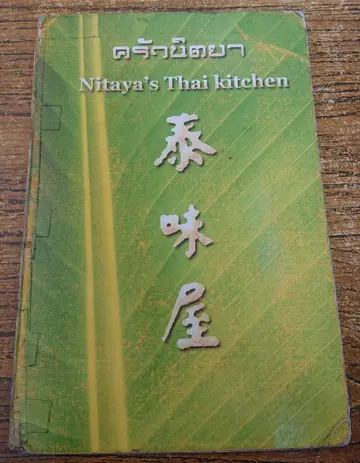 ครัวนิตยา
Nitaya's Thai kitchen
泰
味
屋